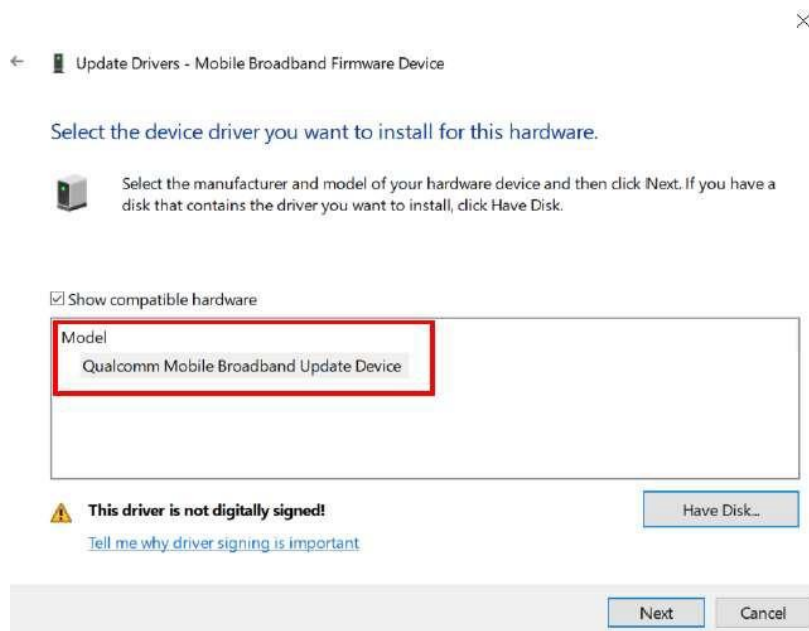 Update Drivers - Mobile Broadband Firmware Device
Select the device driver you want to install for this hardware.
Select the manufacturer and model of your hardware device and then click Next. If you have a
disk that contains the driver you want to install, click Have Disk.
Show compatible hardware
Model
Qualcomm Mobile Broadband Update Device
This driver is not digitally signed!
Have Disk...
Tell me why driver signing is important
Next
Cancel